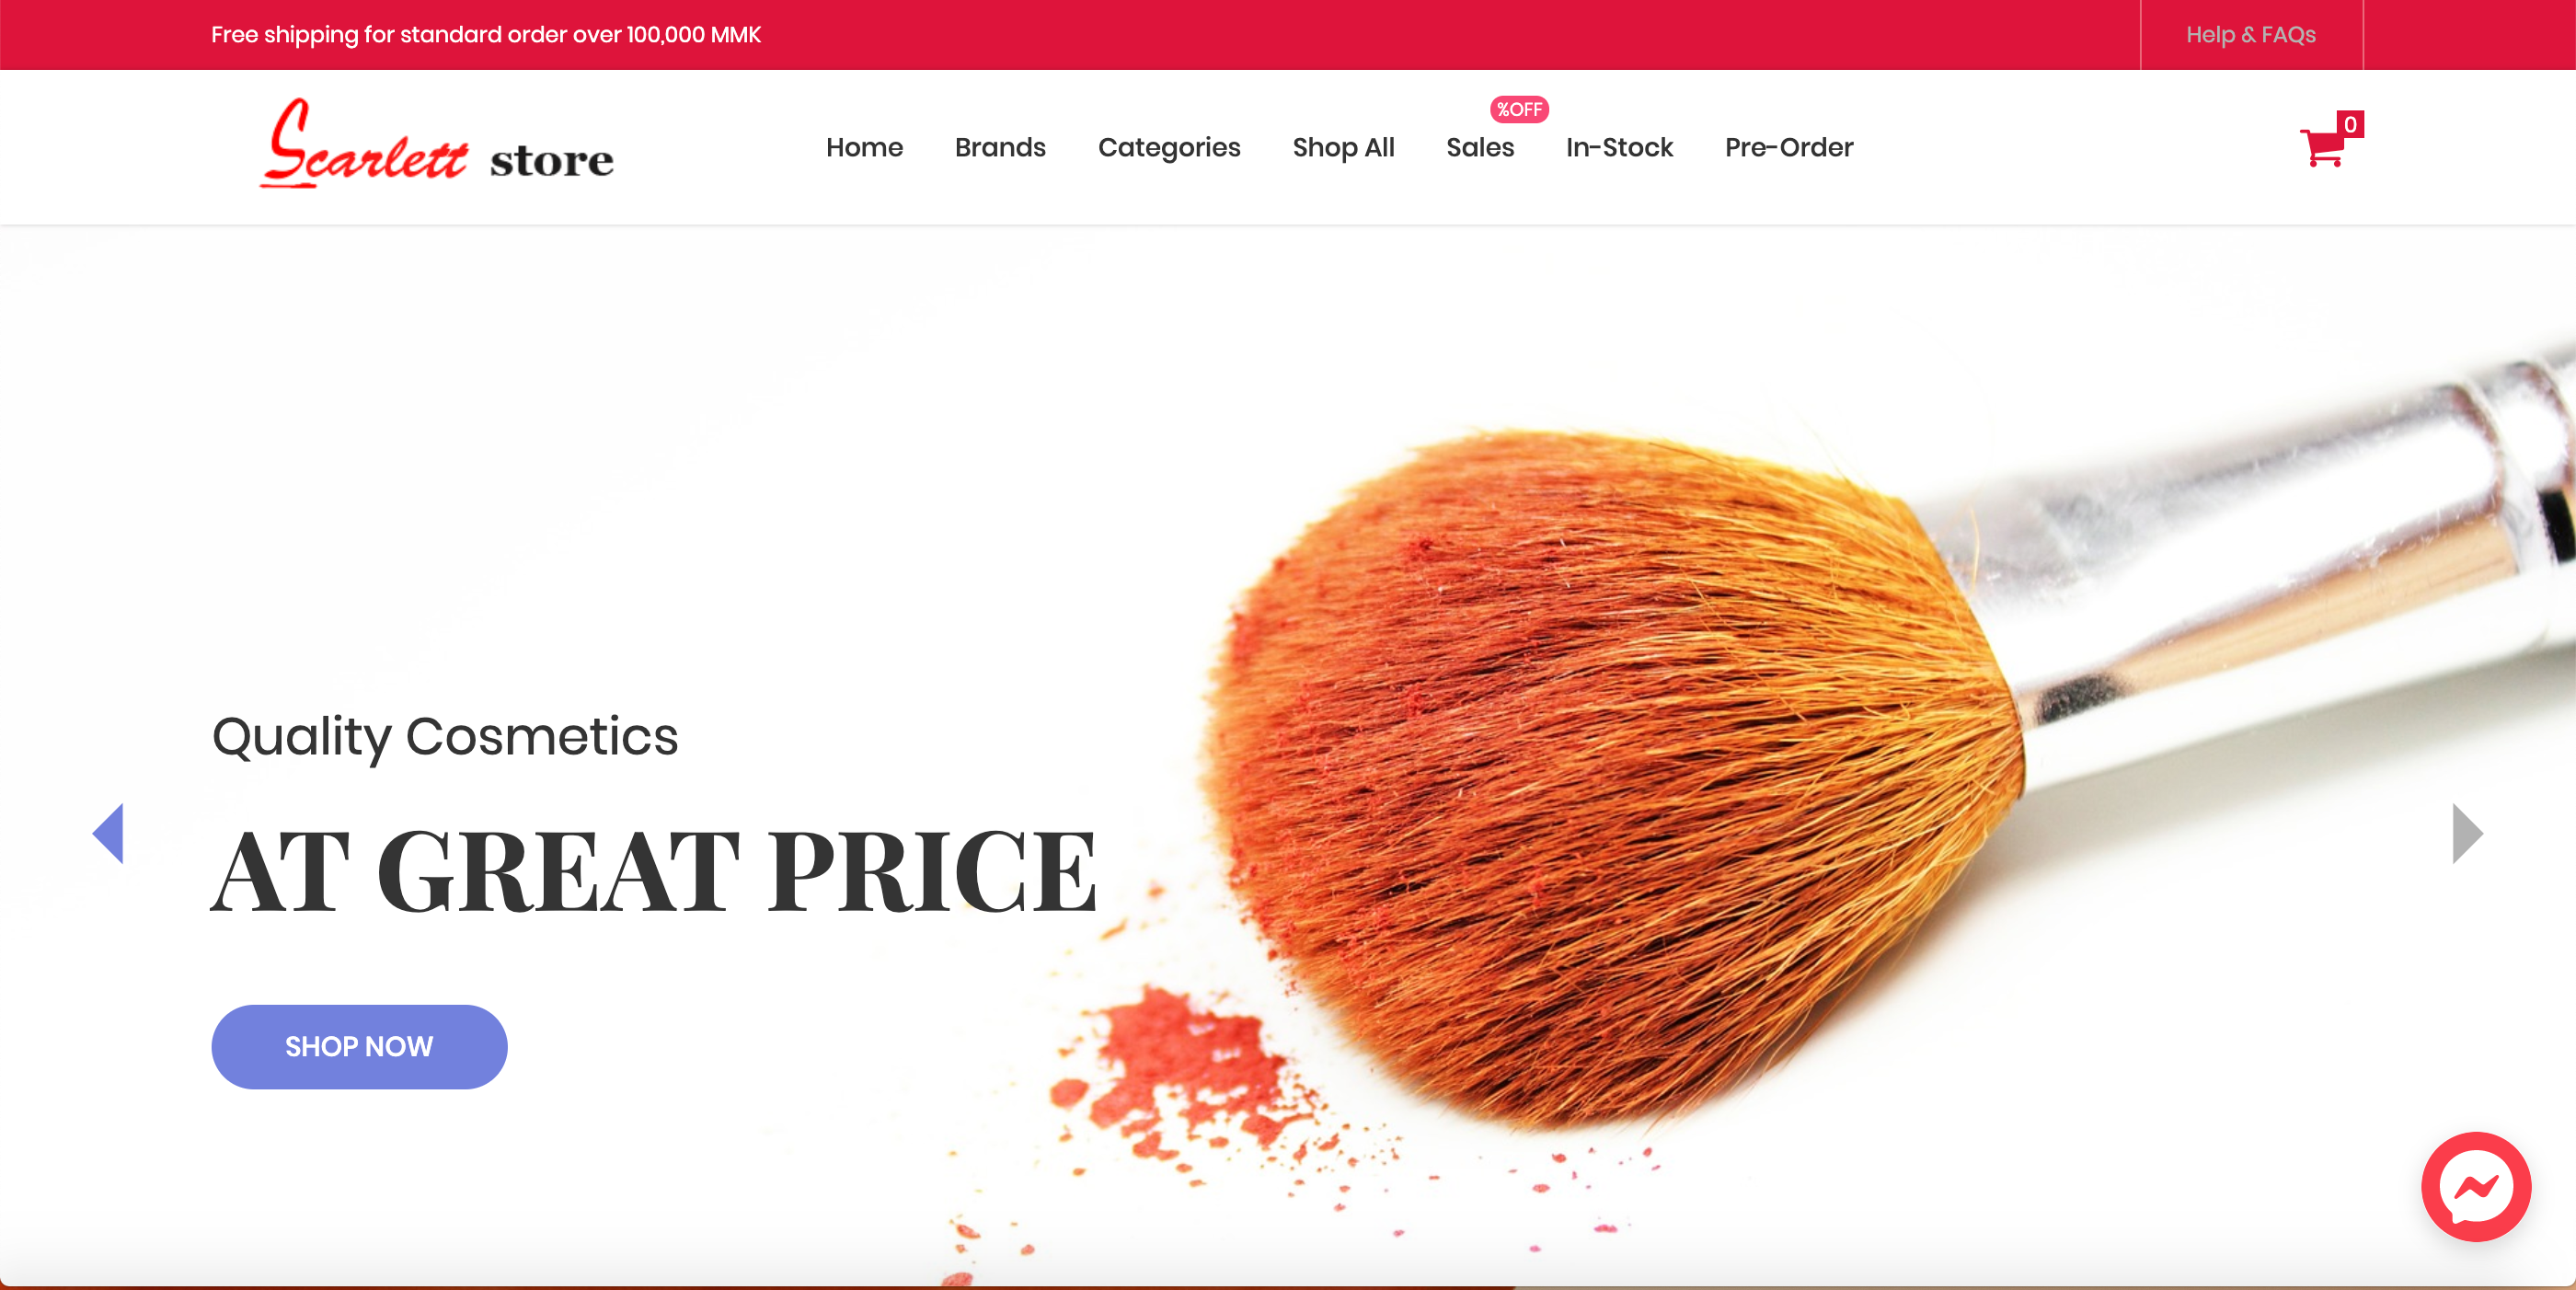 Free shipping for standard order over 100,000 MMK
Help & FAQs
Scarlett store
Home
Brands
Categories
Shop All
Sales
%OFF
In-Stock
Pre-Order
0
Quality Cosmetics
AT GREAT PRICE
SHOP NOW